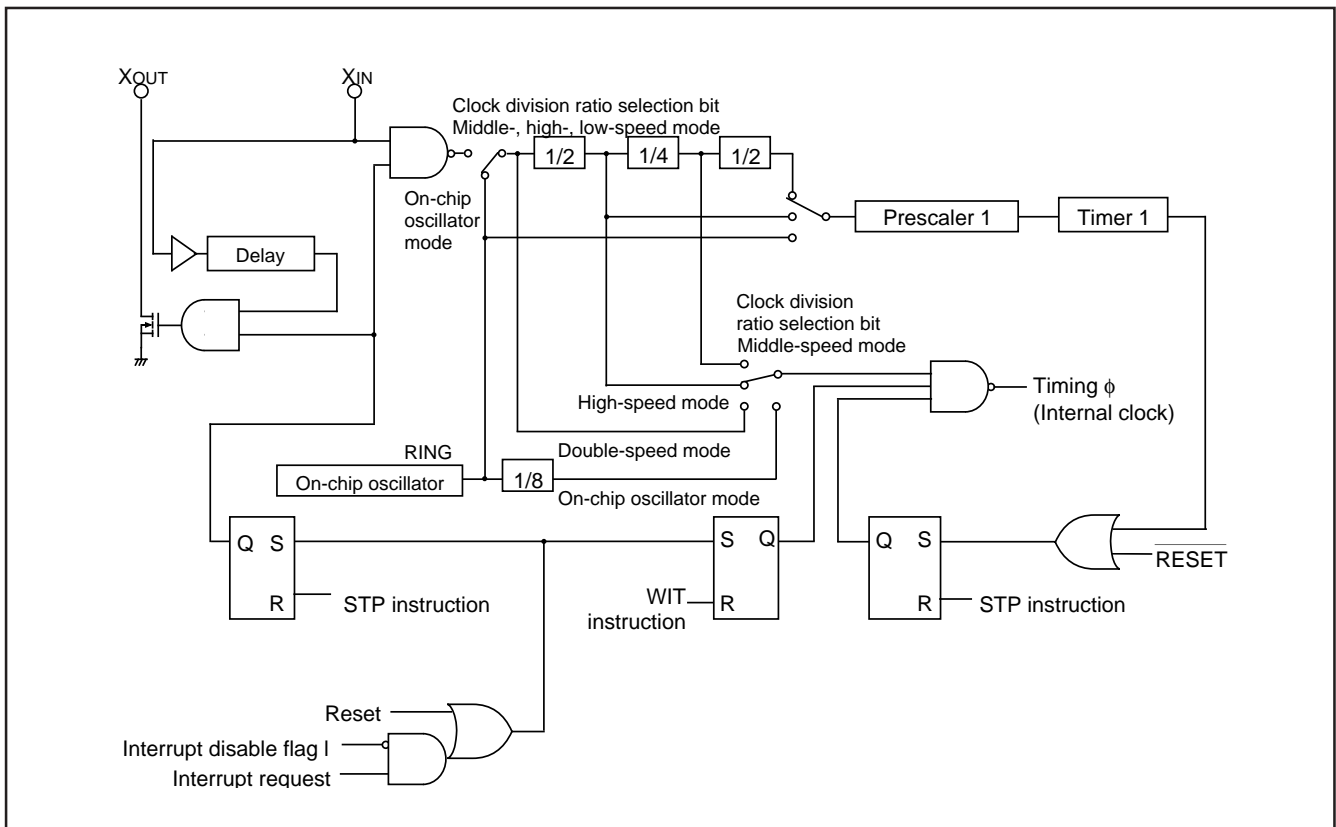 XOUT
XIN
Clock division ratio selection bit
Middle-, high-, low-speed mode
1/2
1/4
1/2
On-chip
oscillator
mode
Prescaler 1
Timer 1
Delay
Clock division
ratio selection bit
Middle-speed mode
Timing ϕ
(Internal clock)
High-speed mode
RING
Double-speed mode
On-chip oscillator
1/8
On-chip oscillator mode
Q
S
R
STP instruction
S
Q
R
WIT
instruction
Q
S
R
STP instruction
RESET
Reset
Interrupt disable flag I
Interrupt request